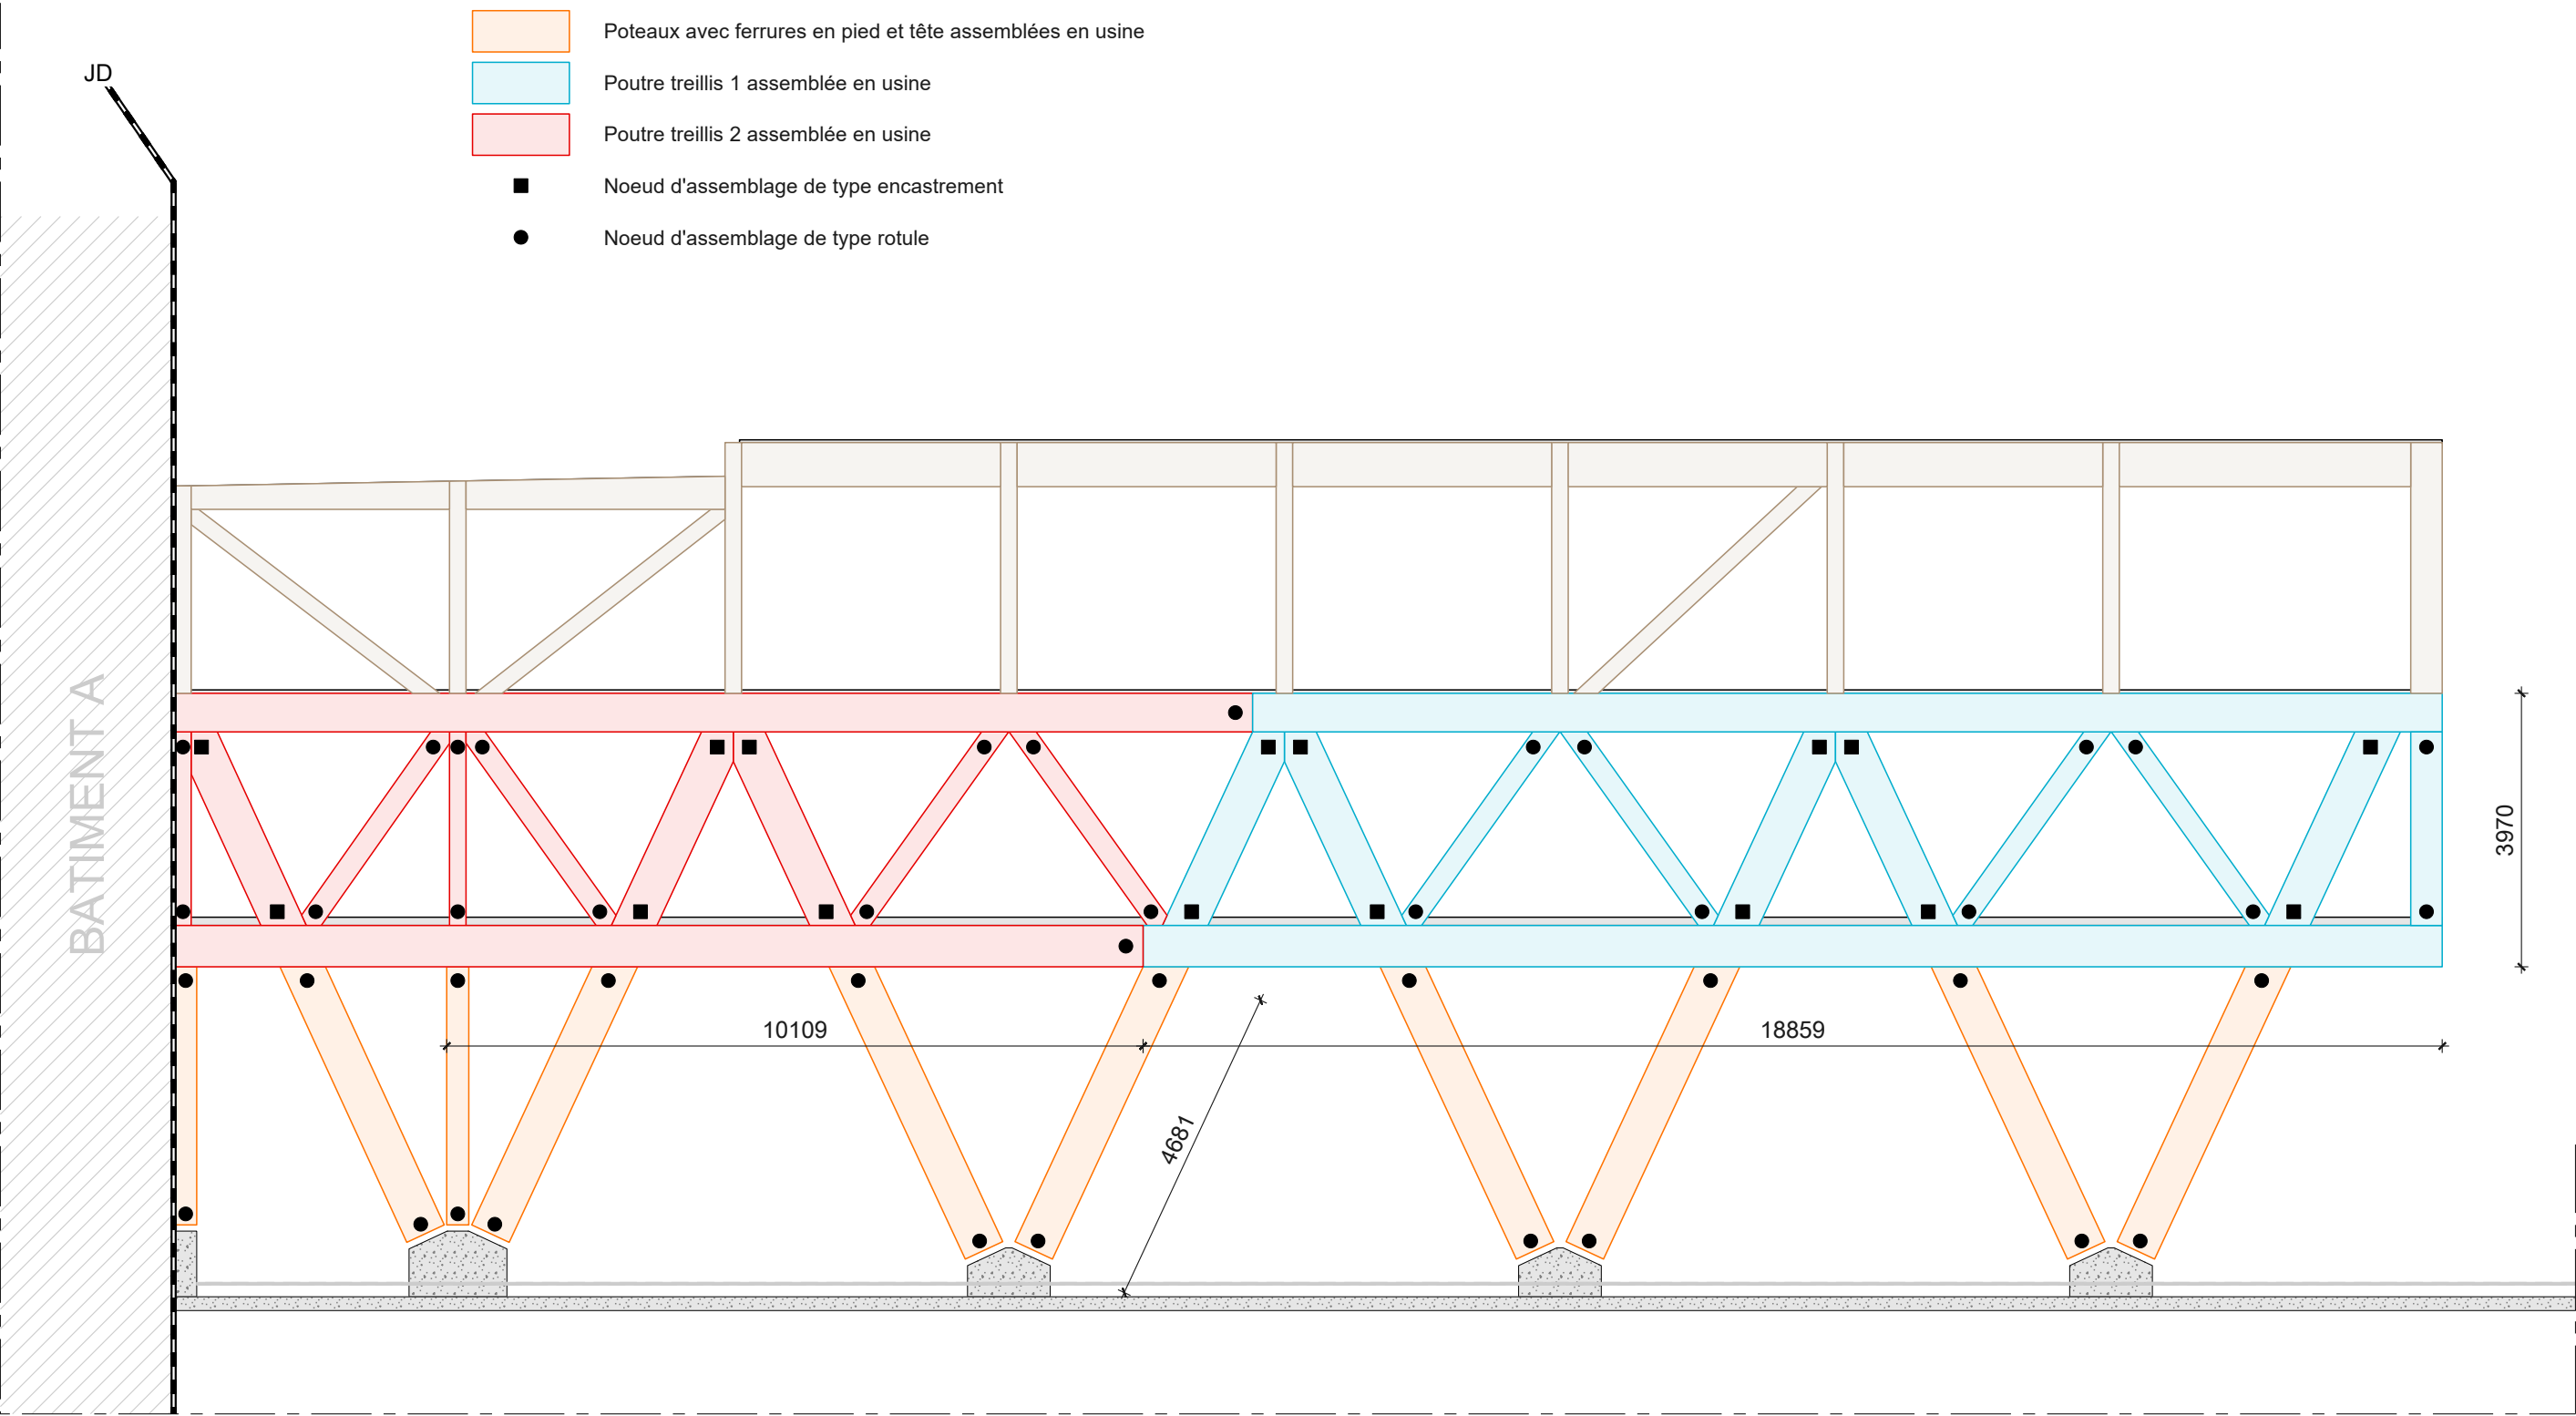 Poteaux avec ferrures en pied et tête assemblées en usine
JD
Poutre treillis 1 assemblée en usine
Poutre treillis 2 assemblée en usine
Noeud d'assemblage de type encastrement
Noeud d'assemblage de type rotule
BATIMENT A
3970
10109
18859
4681